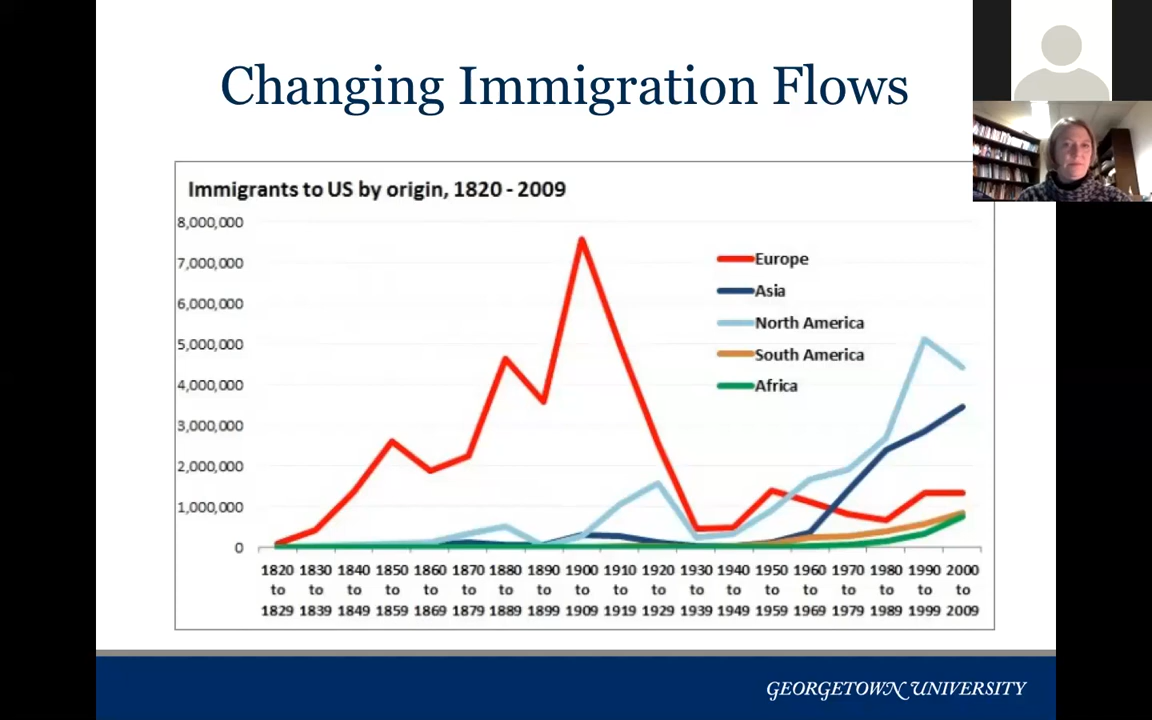 Changing Immigration Flows
Immigrants to US by origin, 1820 - 2009
8,000,000
7,000,000
6,000,000
5,000,000
4,000,000
3,000,000
2,000,000
1,000,000
0
Europe
Asia
North America
South America
Africa
1820 1830 1840 1850 1860 1870 1880 1890 1900 1910 1920 1930 1940 1950 1960 1970 1980 1990 2000
to to to to to to to to to to to to to to to to to to to
1829 1839 1849 1859 1869 1879 1889 1899 1909 1919 1929 1939 1949 1959 1969 1979 1989 1999 2009
GEORGETOWN UNIVERSITY